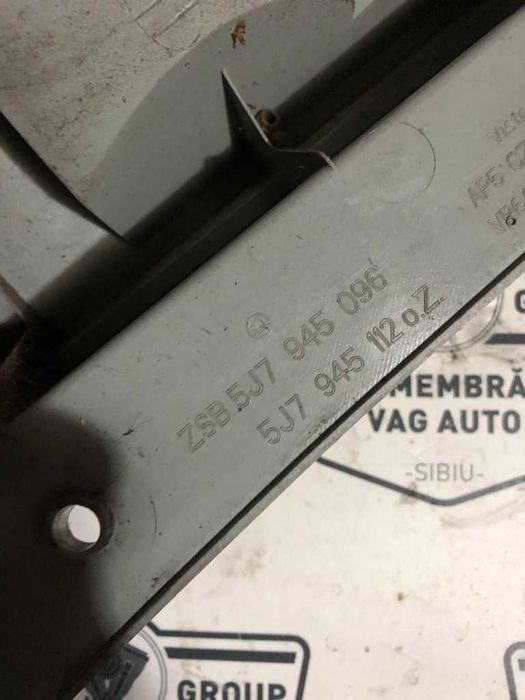 ZSB.5J7 945 096
5J7 945 112 o.Z.
MEMBRĂ
VAG AUTO
-SIBIU-
GROUP